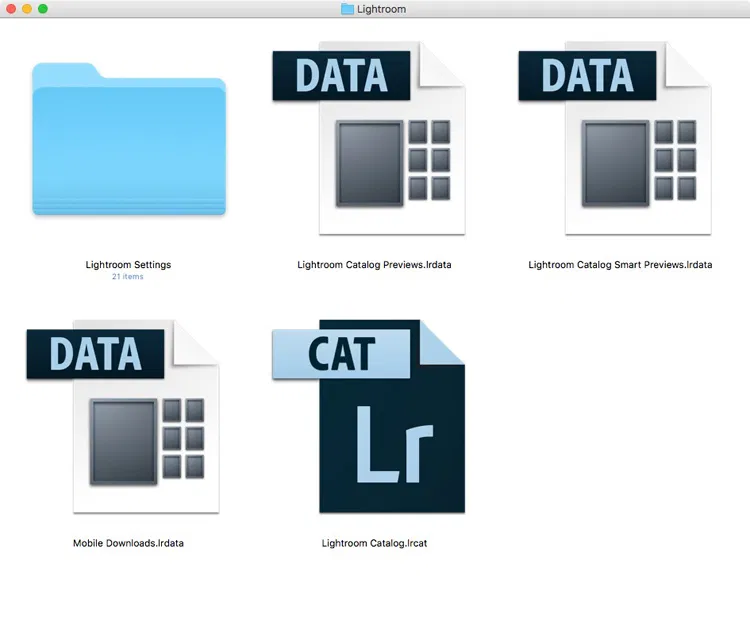 Lightroom
DATA
DATA
Lightroom Settings
21 items
Lightroom Catalog Previews.lrdata
Lightroom Catalog Smart Previews.lrdata
DATA
CAT
Lr
Mobile Downloads.lrdata
Lightroom Catalog.lrcat